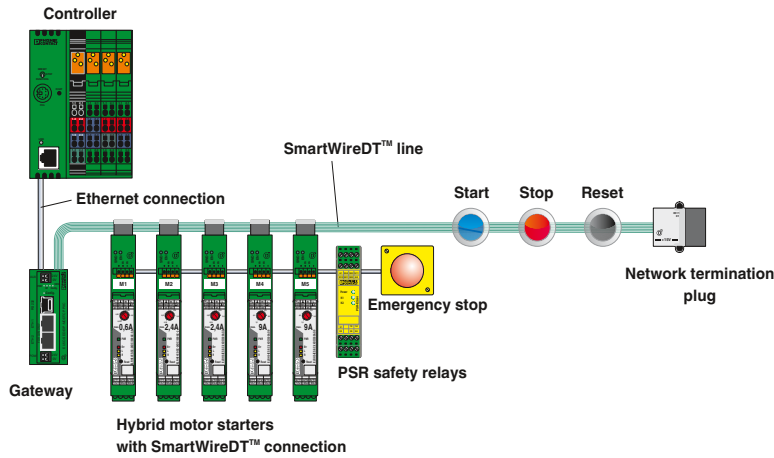 Controller
SmartWireDT™ line
Start
Stop
Reset
Ethernet connection
M1
M2
M3
M4
M5
0,6A
2,4A
2,4A
9A
9A
Emergency stop
Network termination
plug
PSR safety relays
Gateway
Hybrid motor starters
with SmartWireDT™ connection